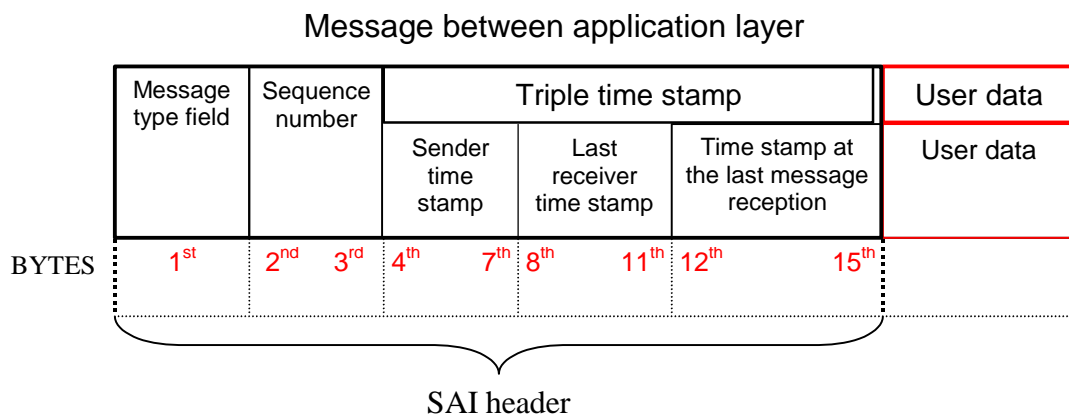 Message between application layer
Message
type field
Sequence
number
Triple time stamp
User data
Sender
time
stamp
Last
receiver
time stamp
Time stamp at
the last message
reception
User data
BYTES 1st 2nd 3rd 4th 7th 8th 11th 12th 15th
SAI header